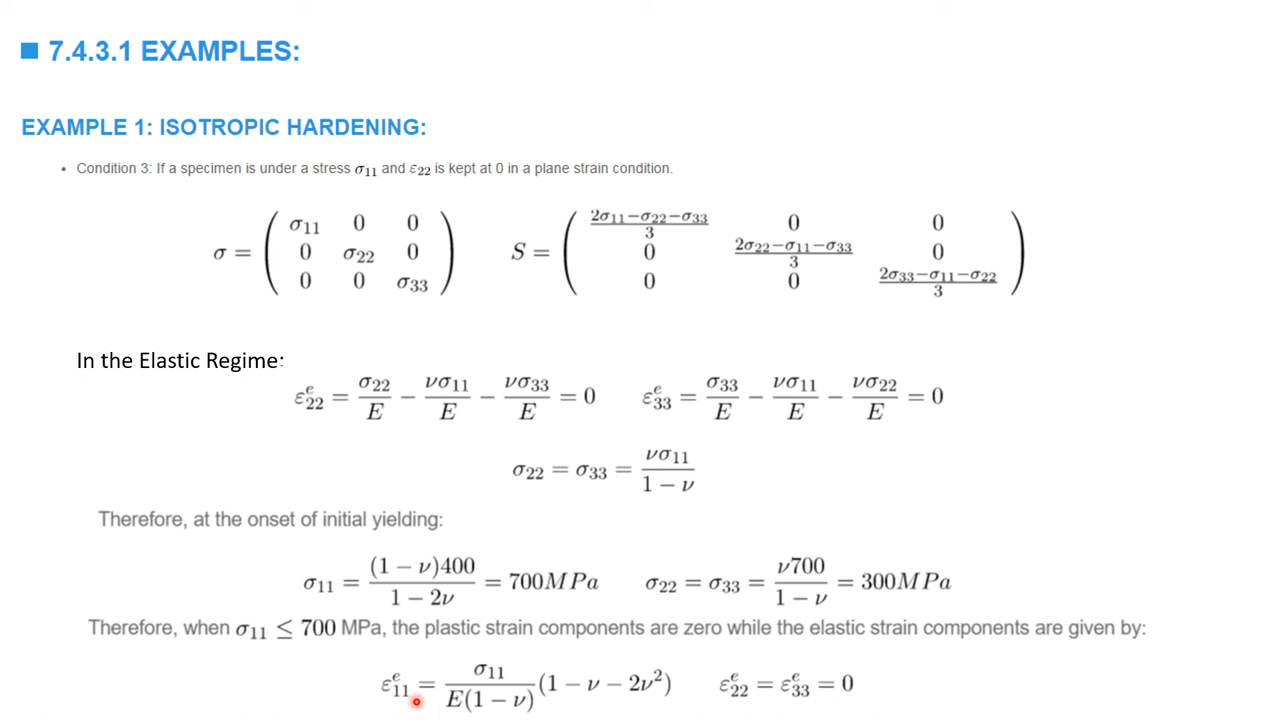 7.4.3.1 EXAMPLES:
EXAMPLE 1: ISOTROPIC HARDENING:
• Condition 3: If a specimen is under a stress σ₁₁ and ε₂₂ is kept at 0 in a plane strain condition.
σ = ( σ₁₁ 0 0 ; 0 σ₂₂ 0 ; 0 0 σ₃₃ ) S = ( (2σ₁₁−σ₂₂−σ₃₃)/3 0 0 ; 0 (2σ₂₂−σ₁₁−σ₃₃)/3 0 ; 0 0 (2σ₃₃−σ₁₁−σ₂₂)/3 )
In the Elastic Regime:
εᵉ₂₂ = σ₂₂/E − νσ₁₁/E − νσ₃₃/E = 0 εᵉ₃₃ = σ₃₃/E − νσ₁₁/E − νσ₂₂/E = 0
σ₂₂ = σ₃₃ = νσ₁₁/(1 − ν)
Therefore, at the onset of initial yielding:
σ₁₁ = (1 − ν)400/(1 − 2ν) = 700MPa σ₂₂ = σ₃₃ = ν700/(1 − ν) = 300MPa
Therefore, when σ₁₁ ≤ 700 MPa, the plastic strain components are zero while the elastic strain components are given by:
εᵉ₁₁ = σ₁₁/(E(1 − ν)) (1 − ν − 2ν²) εᵉ₂₂ = εᵉ₃₃ = 0